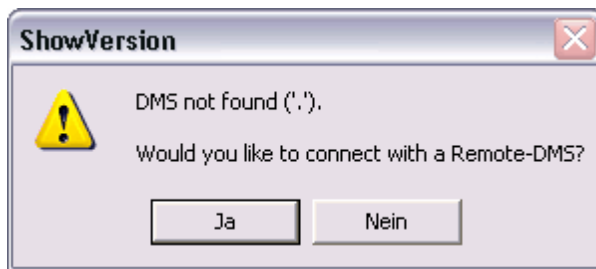 ShowVersion
DMS not found ('.').
Would you like to connect with a Remote-DMS?
Ja
Nein